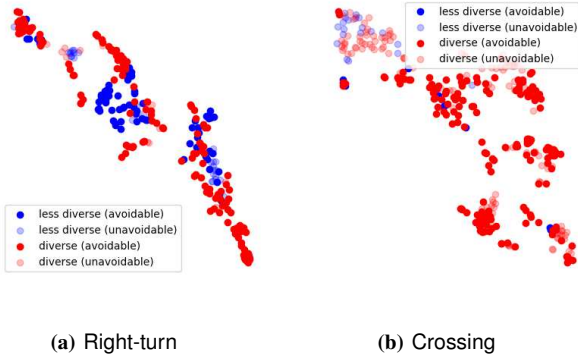 less diverse (avoidable)
less diverse (unavoidable)
diverse (avoidable)
diverse (unavoidable)
less diverse (avoidable)
less diverse (unavoidable)
diverse (avoidable)
diverse (unavoidable)
(a) Right-turn
(b) Crossing